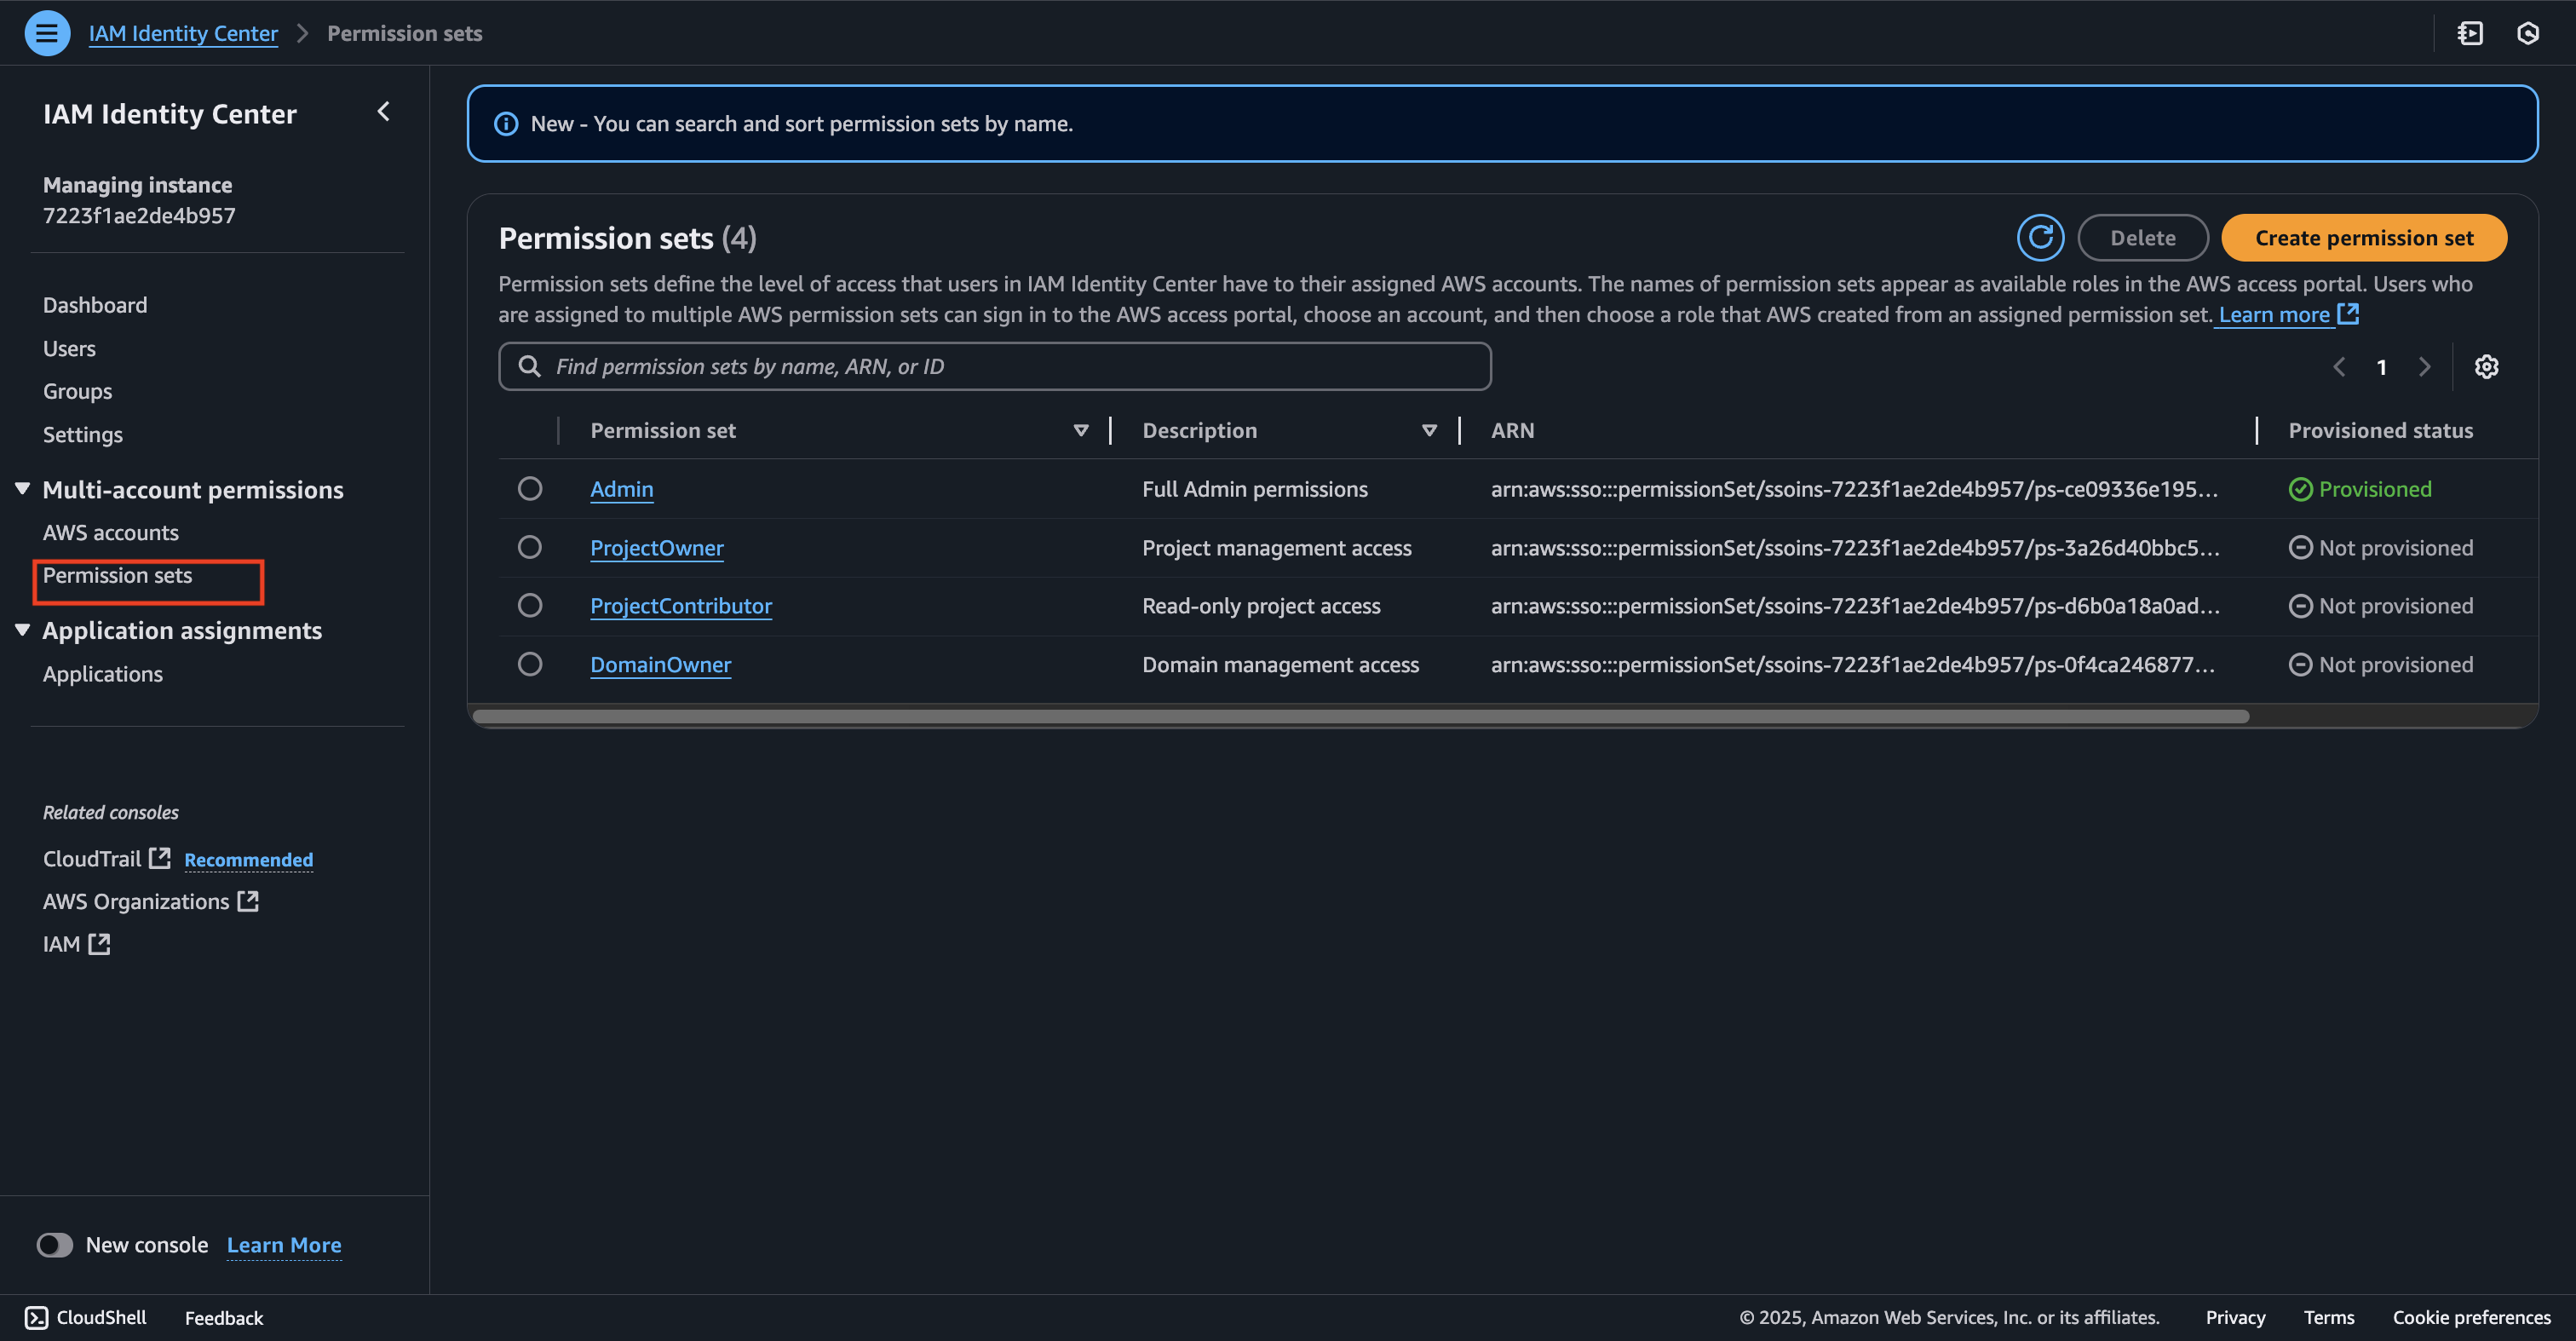 IAM Identity Center > Permission sets
IAM Identity Center
Managing instance
7223f1ae2de4b957
Dashboard
Users
Groups
Settings
Multi-account permissions
AWS accounts
Permission sets
Application assignments
Applications
Related consoles
CloudTrail Recommended
AWS Organizations
IAM
New console Learn More
New - You can search and sort permission sets by name.
Permission sets (4)
Delete
Create permission set
Permission sets define the level of access that users in IAM Identity Center have to their assigned AWS accounts. The names of permission sets appear as available roles in the AWS access portal. Users who
are assigned to multiple AWS permission sets can sign in to the AWS access portal, choose an account, and then choose a role that AWS created from an assigned permission set. Learn more
Find permission sets by name, ARN, or ID
1
Permission set Description ARN Provisioned status
Admin Full Admin permissions arn:aws:sso:::permissionSet/ssoins-7223f1ae2de4b957/ps-ce09336e195... Provisioned
ProjectOwner Project management access arn:aws:sso:::permissionSet/ssoins-7223f1ae2de4b957/ps-3a26d40bbc5... Not provisioned
ProjectContributor Read-only project access arn:aws:sso:::permissionSet/ssoins-7223f1ae2de4b957/ps-d6b0a18a0ad... Not provisioned
DomainOwner Domain management access arn:aws:sso:::permissionSet/ssoins-7223f1ae2de4b957/ps-0f4ca246877... Not provisioned
CloudShell Feedback © 2025, Amazon Web Services, Inc. or its affiliates. Privacy Terms Cookie preferences